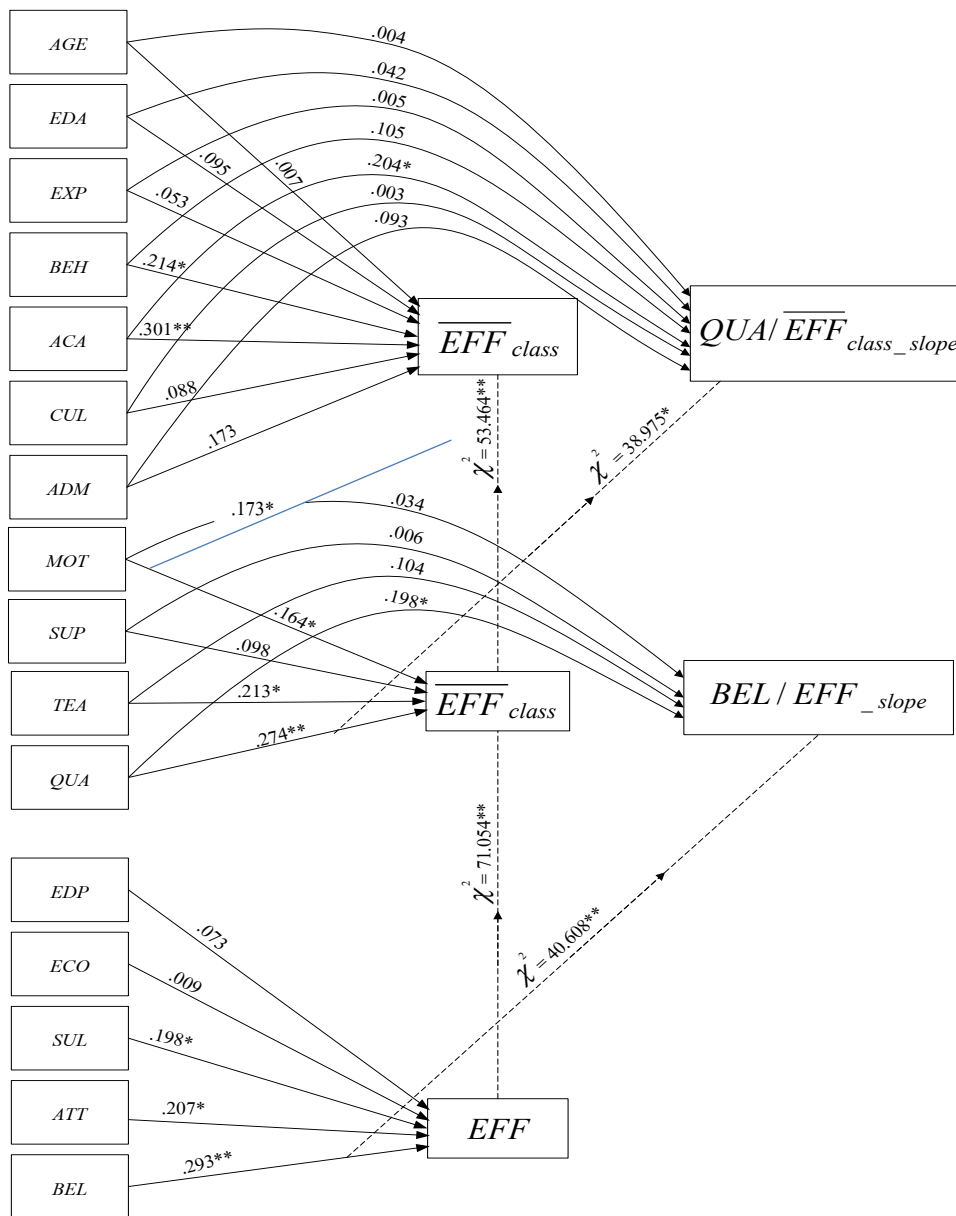 AGE
EDA
EXP
BEH
ACA
CUL
ADM
MOT
SUP
TEA
QUA
EDP
ECO
SUL
ATT
BEL
.004
.042
.005
.105
.204*
.003
.093
.007
.095
.053
.214*
.301**
.088
.173
EFF class
QUA/ EFF class_slope
χ² = 53.464**
χ² = 38.975*
.173*
.034
.006
.104
.198*
.164*
.098
.213*
.274**
EFF class
BEL / EFF _ slope
χ² = 71.054**
χ² = 40.608**
.073
.009
.198*
.207*
.293**
EFF